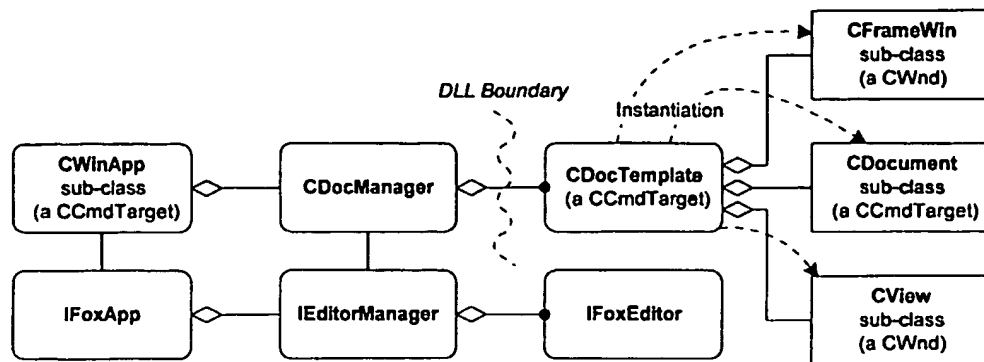 CFrameWin
sub-class
(a CWnd)
DLL Boundary
Instantiation
CWinApp
sub-class
(a CCmdTarget)
CDocManager
CDocTemplate
(a CCmdTarget)
CDocument
sub-class
(a CCmdTarget)
IFoxApp
IEditorManager
IFoxEditor
CView
sub-class
(a CWnd)